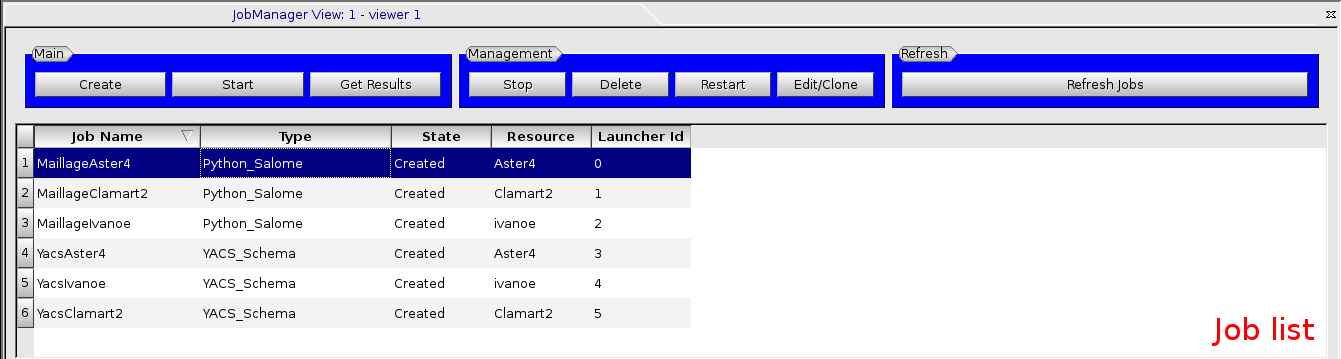 JobManager View: 1 - viewer 1
Main Management Refresh
Create Start Get Results Stop Delete Restart Edit/Clone Refresh Jobs
Job Name Type State Resource Launcher Id
1 MaillageAster4 Python_Salome Created Aster4 0
2 MaillageClamart2 Python_Salome Created Clamart2 1
3 MaillageIvanoe Python_Salome Created ivanoe 2
4 YacsAster4 YACS_Schema Created Aster4 3
5 YacsIvanoe YACS_Schema Created ivanoe 4
6 YacsClamart2 YACS_Schema Created Clamart2 5
Job list